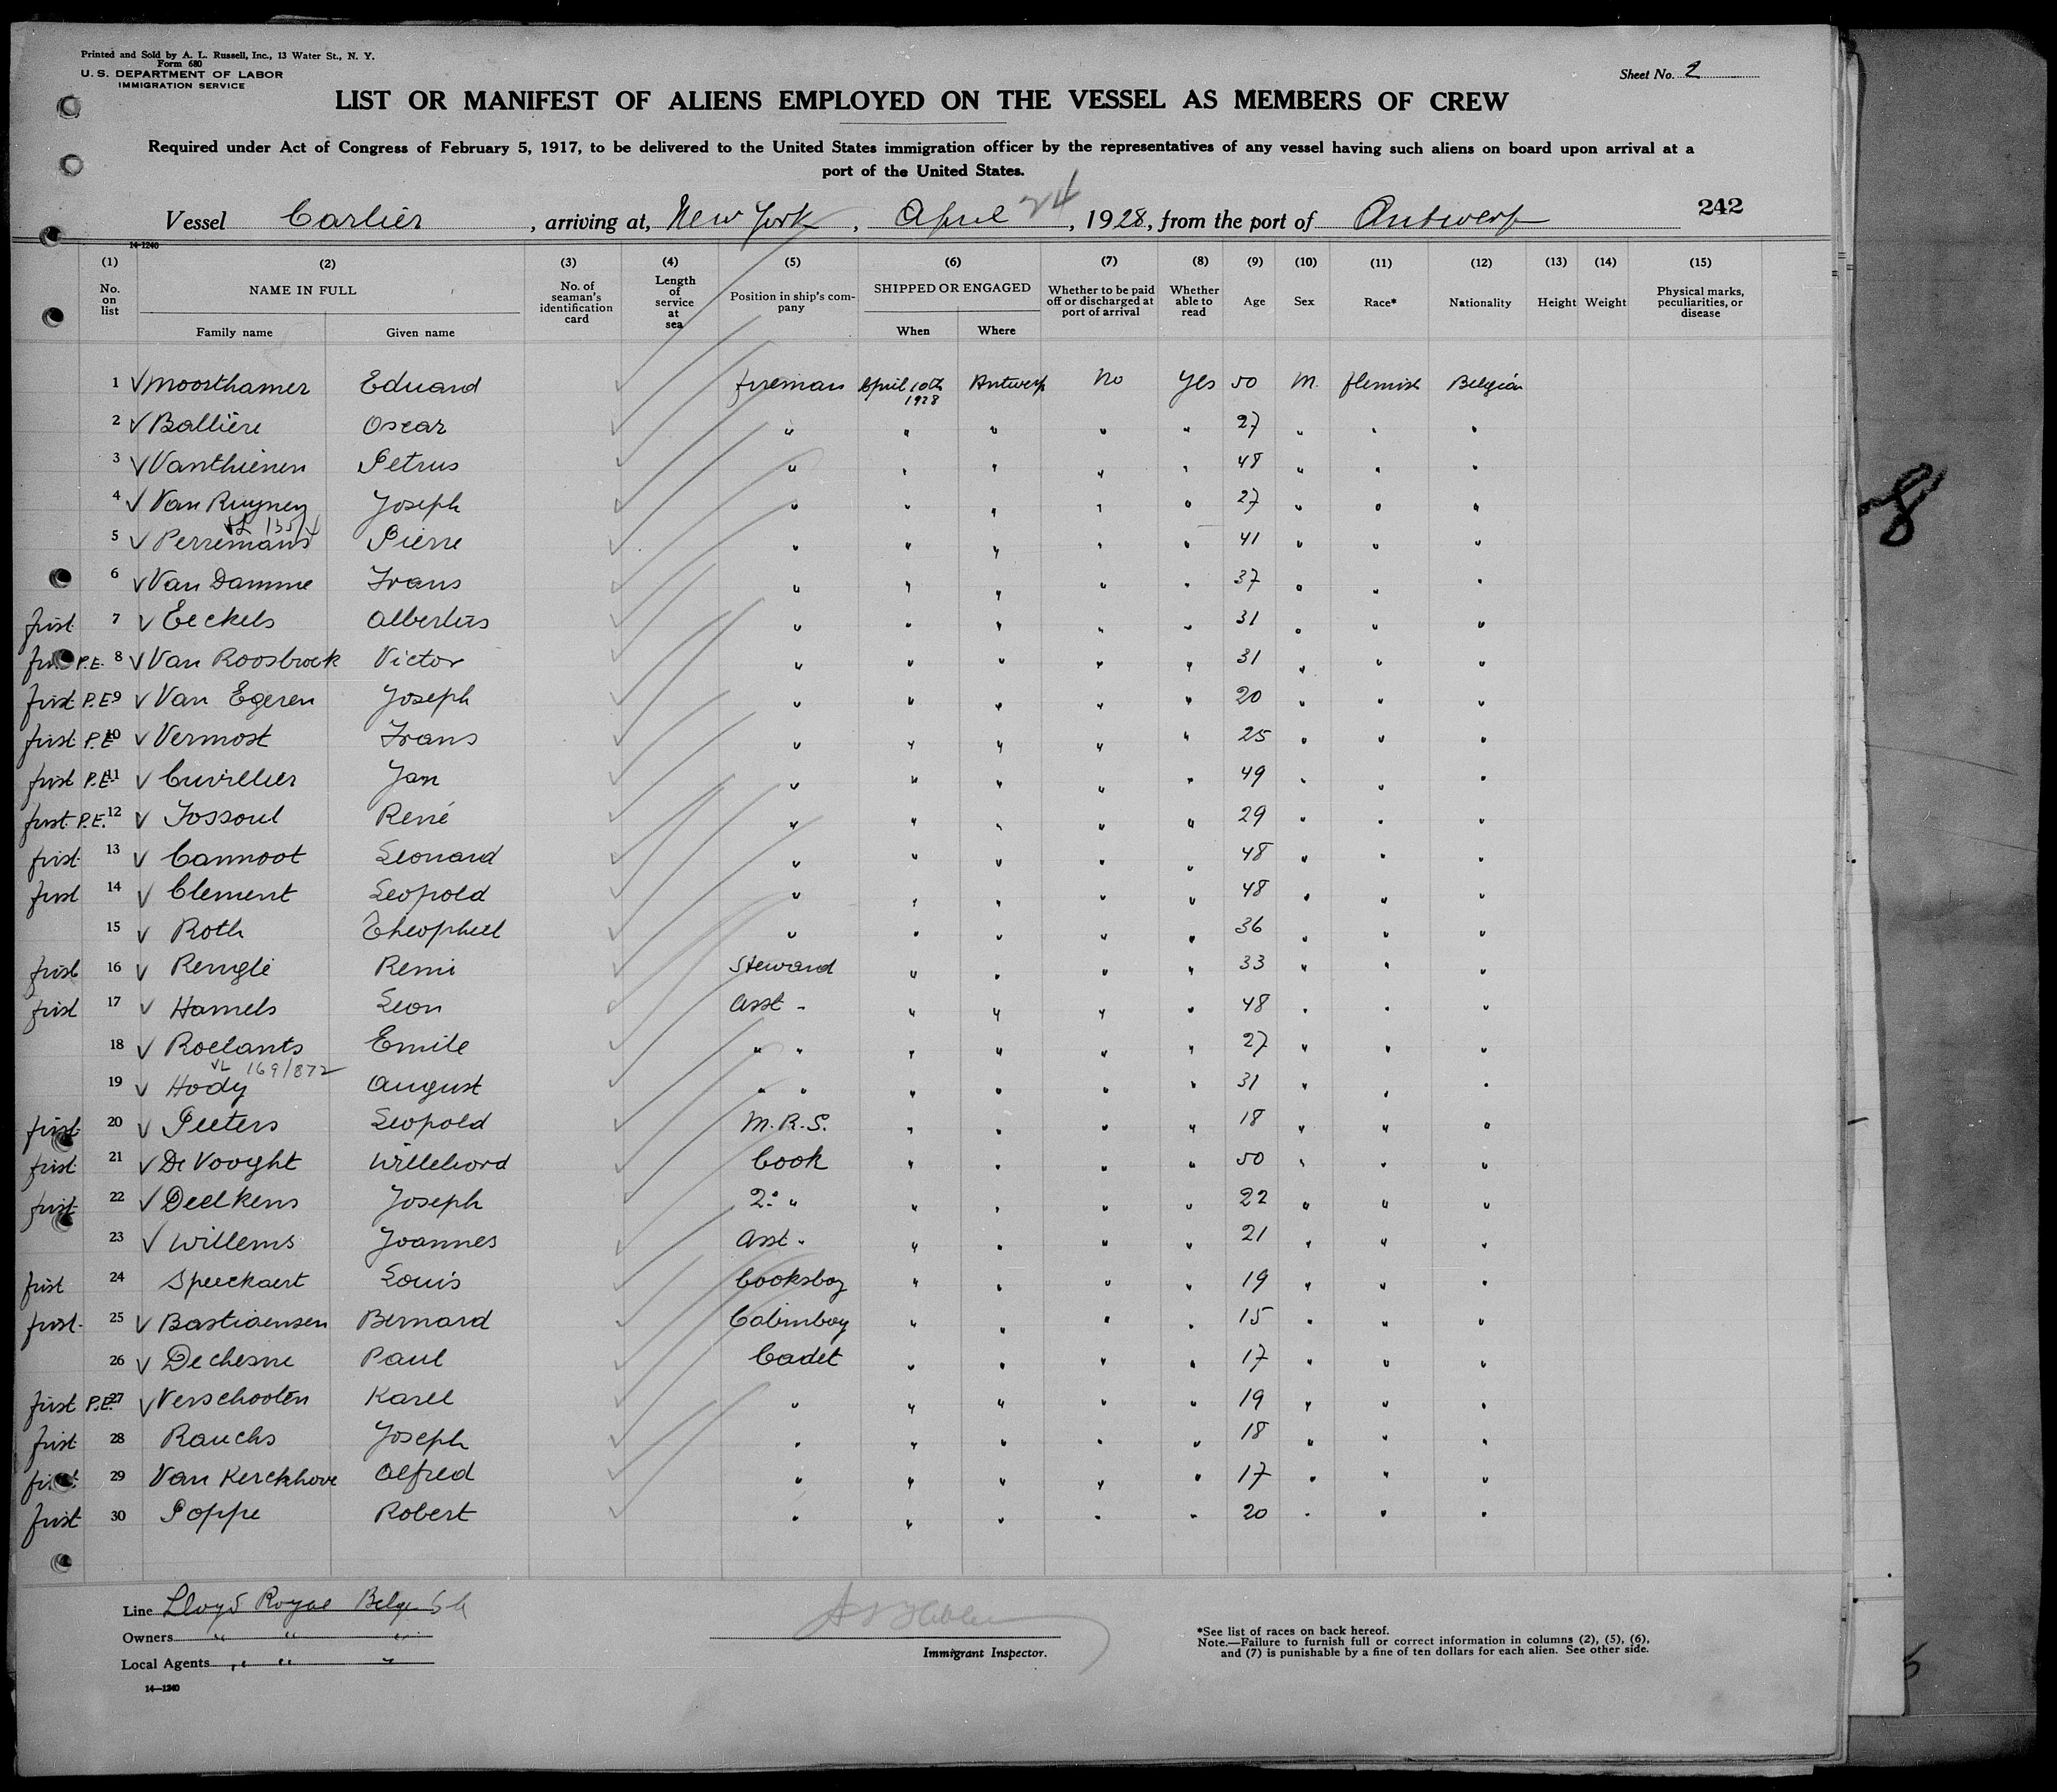 Printed and Sold by A. L. Russell, Inc., 13 Water St., N. Y.
Form 680
U. S. DEPARTMENT OF LABOR
IMMIGRATION SERVICE
Sheet No. 2
LIST OR MANIFEST OF ALIENS EMPLOYED ON THE VESSEL AS MEMBERS OF CREW
Required under Act of Congress of February 5, 1917, to be delivered to the United States immigration officer by the representatives of any vessel having such aliens on board upon arrival at a
port of the United States.
242
Vessel Carlier, arriving at, New York, April 24, 1928, from the port of Antwerp
14-1240
(1) (2) (3) (4) (5) (6) (7) (8) (9) (10) (11) (12) (13) (14) (15)
No. on list NAME IN FULL Family name Given name No. of seaman's identification card Length of service at sea Position in ship's company SHIPPED OR ENGAGED When Where Whether to be paid off or discharged at port of arrival Whether able to read Age Sex Race* Nationality Height Weight Physical marks, peculiarities, or disease
1 √ Moosthamer Eduard fireman April 10th 1928 Antwerp No Yes 50 M. flemish Belgian
2 √ Ballière Oscar " " " " " 27 " " "
3 √ Vanthienen Petrus " " " " " 48 " " "
4 √ Van Ruyney Joseph " " " " " 27 " " "
5 √ Perremans Pierre " " " " " 41 " " "
6 √ Van Damme Frans " " " " " 37 " " "
first 7 √ Eeckels Albertus " " " " " 31 " " "
P.E. 8 √ Van Roosbroek Victor " " " " " 31 " " "
first P.E. 9 √ Van Egeren Joseph " " " " " 20 " " "
first P.E. 10 √ Vermost Frans " " " " " 25 " " "
first P.E. 11 √ Cuvillier Jan " " " " " 49 " " "
first P.E. 12 √ Fossoul René " " " " " 29 " " "
first 13 √ Cannoot Leonard " " " " " 48 " " "
first 14 √ Clement Leopold " " " " " 48 " " "
15 √ Roth Theophiel " " " " " 36 " " "
first 16 √ Rengle Remi Steward " " " " 33 " " "
first 17 √ Hamels Leon Asst " " " " " 48 " " "
18 √ Roelants Emile " " " " " " 27 " " "
169/872
19 √ Hody August " " " " " " 31 " " "
first 20 √ Peeters Leopold M.R.S. " " " " 18 " " "
first 21 √ De Vooght Willebord Cook " " " " 50 " " "
first 22 √ Deelkens Joseph 2° " " " " " 22 " " "
23 √ Willems Joannes Asst " " " " " 21 " " "
first 24 Speeckaert Louis Cooksboy " " " " 19 " " "
first 25 √ Bastiaensen Bernard Cabinboy " " " " 15 " " "
26 √ Dechesne Paul Cadet " " " " 17 " " "
first P.E. 27 √ Verschooten Karel " " " " " 19 " " "
first 28 Rauchs Joseph " " " " " 18 " " "
first 29 Van Kerckhove Alfred " " " " " 17 " " "
first 30 Poppe Robert " " " " " 20 " " "
Line Lloyd Royal Belge SA
Owners " " "
Local Agents " " "
14—1240
Immigrant Inspector.
*See list of races on back hereof.
Note.—Failure to furnish full or correct information in columns (2), (5), (6),
and (7) is punishable by a fine of ten dollars for each alien. See other side.
8